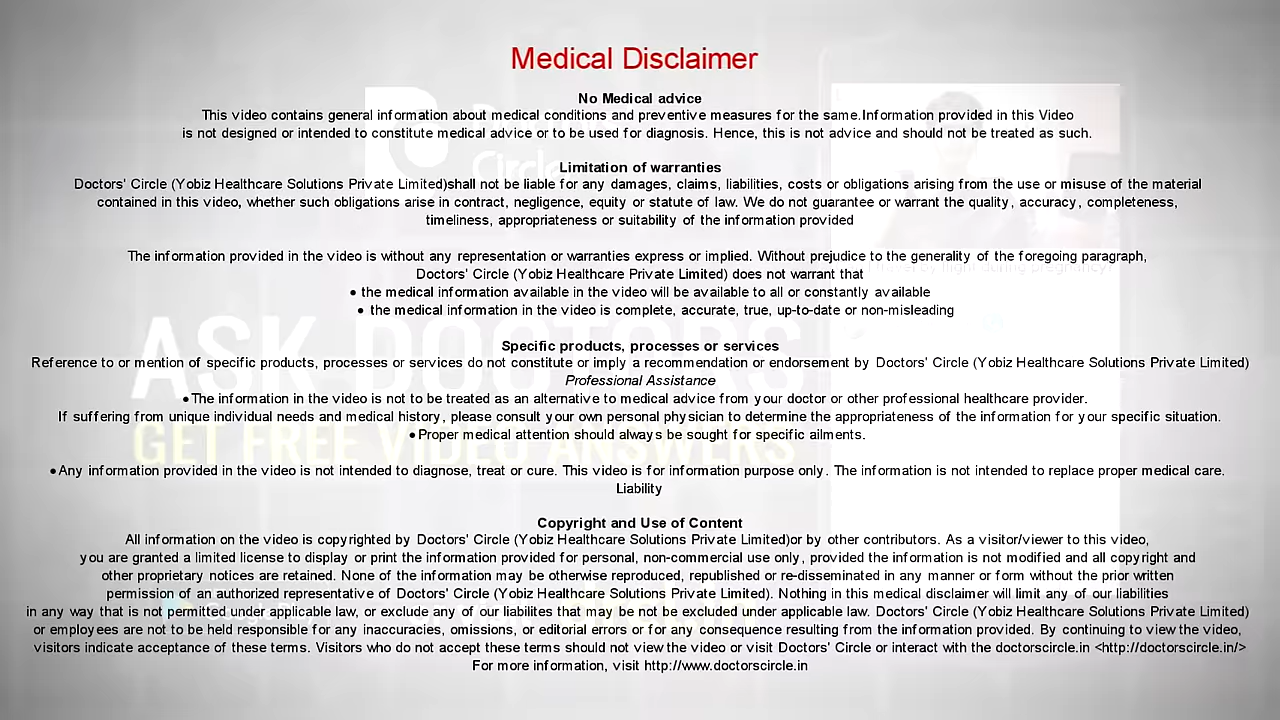 Medical Disclaimer
No Medical advice
This video contains general information about medical conditions and preventive measures for the same.Information provided in this Video
is not designed or intended to constitute medical advice or to be used for diagnosis. Hence, this is not advice and should not be treated as such.
Limitation of warranties
Doctors' Circle (Yobiz Healthcare Solutions Private Limited)shall not be liable for any damages, claims, liabilities, costs or obligations arising from the use or misuse of the material
contained in this video, whether such obligations arise in contract, negligence, equity or statute of law. We do not guarantee or warrant the quality, accuracy, completeness,
timeliness, appropriateness or suitability of the information provided
The information provided in the video is without any representation or warranties express or implied. Without prejudice to the generality of the foregoing paragraph,
Doctors' Circle (Yobiz Healthcare Private Limited) does not warrant that
• the medical information available in the video will be available to all or constantly available
• the medical information in the video is complete, accurate, true, up-to-date or non-misleading
Specific products, processes or services
Reference to or mention of specific products, processes or services do not constitute or imply a recommendation or endorsement by Doctors' Circle (Yobiz Healthcare Solutions Private Limited)
Professional Assistance
•The information in the video is not to be treated as an alternative to medical advice from your doctor or other professional healthcare provider.
If suffering from unique individual needs and medical history, please consult your own personal physician to determine the appropriateness of the information for your specific situation.
•Proper medical attention should always be sought for specific ailments.
•Any information provided in the video is not intended to diagnose, treat or cure. This video is for information purpose only. The information is not intended to replace proper medical care.
Liability
Copyright and Use of Content
All information on the video is copyrighted by Doctors' Circle (Yobiz Healthcare Solutions Private Limited)or by other contributors. As a visitor/viewer to this video,
you are granted a limited license to display or print the information provided for personal, non-commercial use only, provided the information is not modified and all copyright and
other proprietary notices are retained. None of the information may be otherwise reproduced, republished or re-disseminated in any manner or form without the prior written
permission of an authorized representative of Doctors' Circle (Yobiz Healthcare Solutions Private Limited). Nothing in this medical disclaimer will limit any of our liabilities
in any way that is not permitted under applicable law, or exclude any of our liabilites that may be not be excluded under applicable law. Doctors' Circle (Yobiz Healthcare Solutions Private Limited)
or employees are not to be held responsible for any inaccuracies, omissions, or editorial errors or for any consequence resulting from the information provided. By continuing to view the video,
visitors indicate acceptance of these terms. Visitors who do not accept these terms should not view the video or visit Doctors' Circle or interact with the doctorscircle.in <http://doctorscircle.in/>
For more information, visit http://www.doctorscircle.in
ASK DOCTORS
GET FREE VIDEO ANSWERS